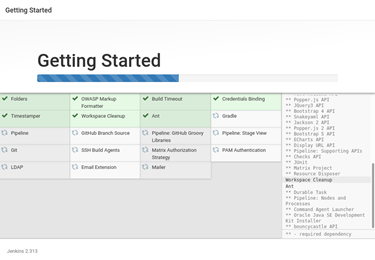 Getting Started
Getting Started
Folders
OWASP Markup Formatter
Build Timeout
Credentials Binding
Timestamper
Workspace Cleanup
Ant
Gradle
Pipeline
GitHub Branch Source
Pipeline: GitHub Groovy Libraries
Pipeline: Stage View
Git
SSH Build Agents
Matrix Authorization Strategy
PAM Authentication
LDAP
Email Extension
Mailer
** Popper.js API
** JQuery3 API
** Bootstrap 4 API
** Snakeyaml API
** Jackson 2 API
** Popper.js 2 API
** Bootstrap 5 API
** ECharts API
** Display URL API
** Pipeline: Supporting APIs
** Checks API
** JUnit
** Matrix Project
** Resource Disposer
Workspace Cleanup
Ant
** Durable Task
** Pipeline: Nodes and
Processes
** Command Agent Launcher
** Oracle Java SE Development
Kit Installer
** bouncycastle API
** - required dependency
Jenkins 2.313